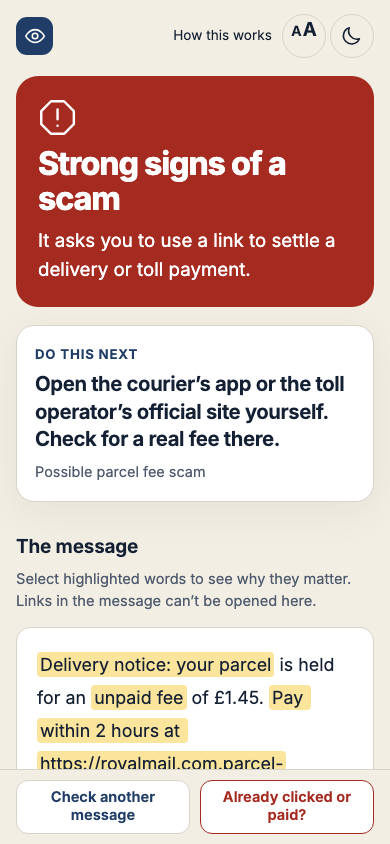 How this works
AA
Strong signs of a
scam
It asks you to use a link to settle a
delivery or toll payment.
DO THIS NEXT
Open the courier’s app or the toll
operator’s official site yourself.
Check for a real fee there.
Possible parcel fee scam
The message
Select highlighted words to see why they matter.
Links in the message can’t be opened here.
Delivery notice: your parcel is held
for an unpaid fee of £1.45. Pay
within 2 hours at
https://royalmail.com.parcel-
Check another
message
Already clicked or
paid?